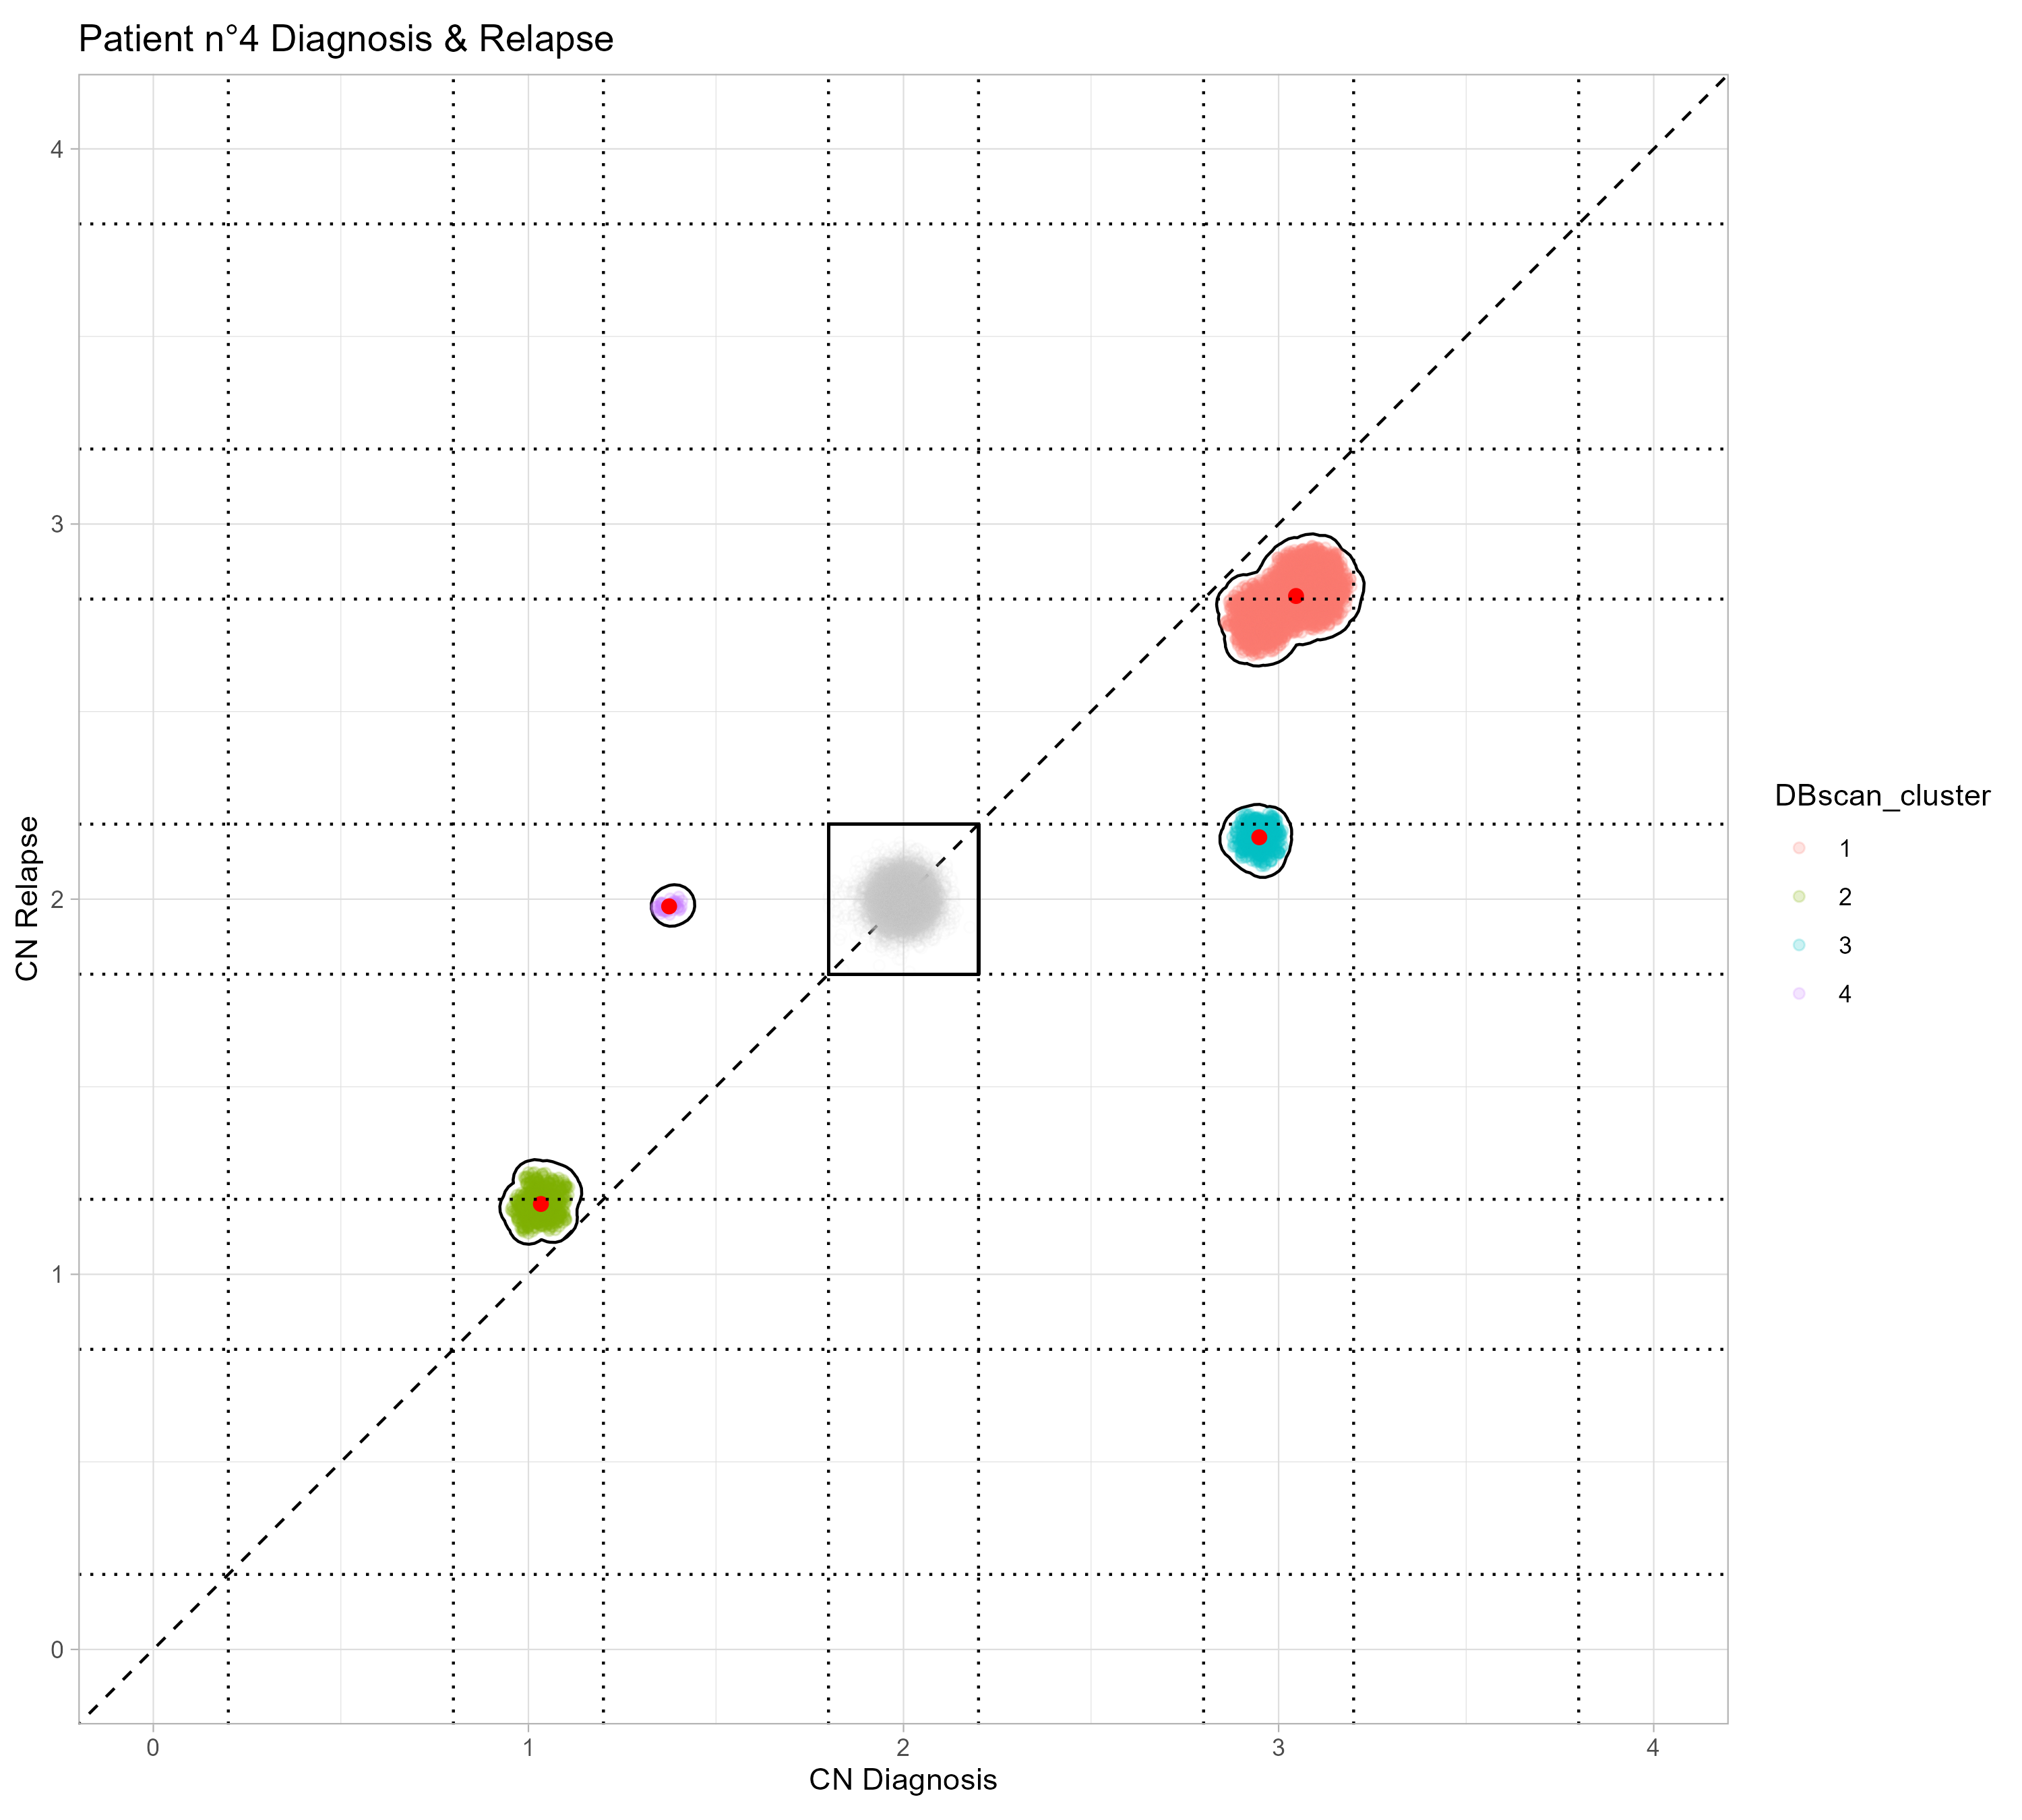 Patient n°4 Diagnosis & Relapse
4
3
2
1
0
CN Relapse
0 1 2 3 4
CN Diagnosis
DBscan_cluster
1
2
3
4